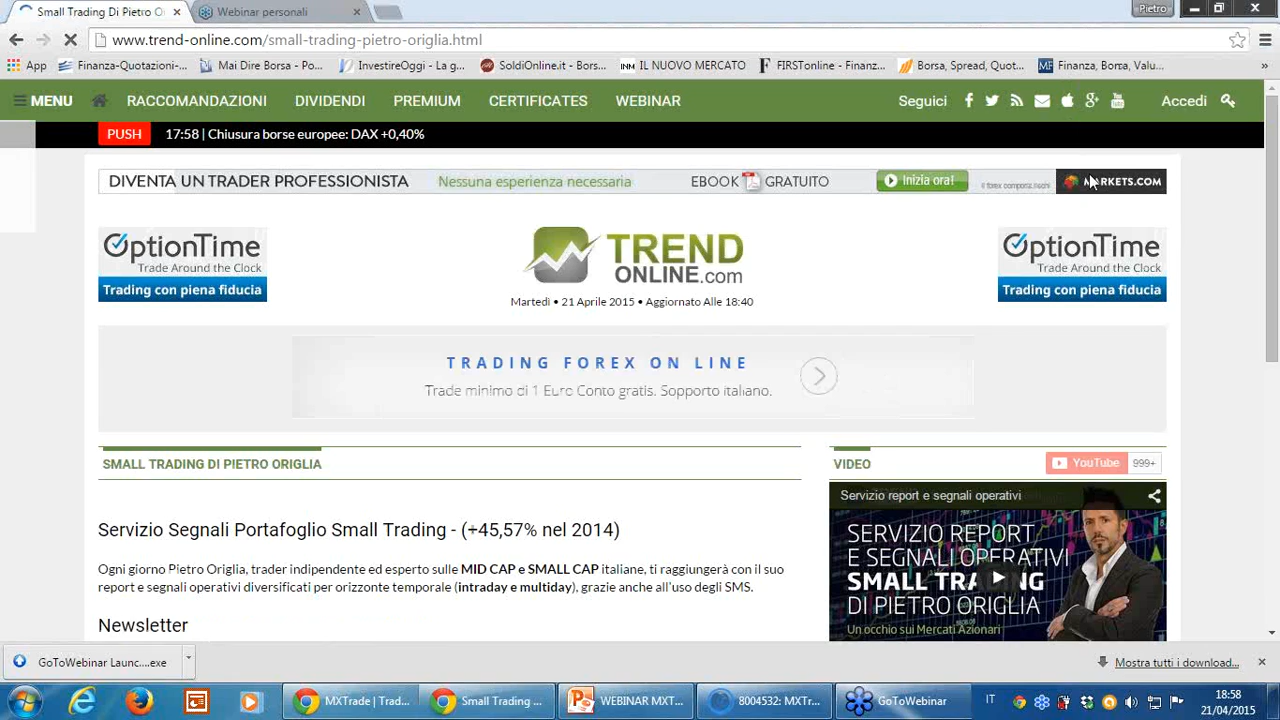 Small Trading Di Pietro O
Webinar personali
Pietro
www.trend-online.com/small-trading-pietro-origlia.html
App
Finanza-Quotazioni-...
Mai Dire Borsa - Po...
InvestireOggi - La g...
SoldiOnline.it - Bors...
INM IL NUOVO MERCATO
F FIRSTonline - Finanz...
Borsa, Spread, Quot...
MF Finanza, Borsa, Valu...
»
MENU
RACCOMANDAZIONI
DIVIDENDI
PREMIUM
CERTIFICATES
WEBINAR
Seguici
Accedi
PUSH 17:58 | Chiusura borse europee: DAX +0,40%
DIVENTA UN TRADER PROFESSIONISTA Nessuna esperienza necessaria EBOOK GRATUITO Inizia ora! MARKETS.COM
OptionTime
Trade Around the Clock
Trading con piena fiducia
TREND
ONLINE.com
Martedì • 21 Aprile 2015 • Aggiornato Alle 18:40
OptionTime
Trade Around the Clock
Trading con piena fiducia
TRADING FOREX ON LINE
Trade minimo di 1 Euro Conto gratis. Sopporto italiano.
SMALL TRADING DI PIETRO ORIGLIA
Servizio Segnali Portafoglio Small Trading - (+45,57% nel 2014)
Ogni giorno Pietro Origlia, trader indipendente ed esperto sulle MID CAP e SMALL CAP italiane, ti raggiungerà con il suo
report e segnali operativi diversificati per orizzonte temporale (intraday e multiday), grazie anche all'uso degli SMS.
Newsletter
VIDEO
YouTube 999+
Servizio report e segnali operativi
SERVIZIO REPORT
E SEGNALI OPERATIVI
SMALL TRADING
DI PIETRO ORIGLIA
Un occhio sui Mercati Azionari
GoToWebinar Launc....exe
Mostra tutti i download...
MXTrade | Trad...
Small Trading ...
WEBINAR MXT...
8004532: MXTr...
GoToWebinar
IT
18:58
21/04/2015